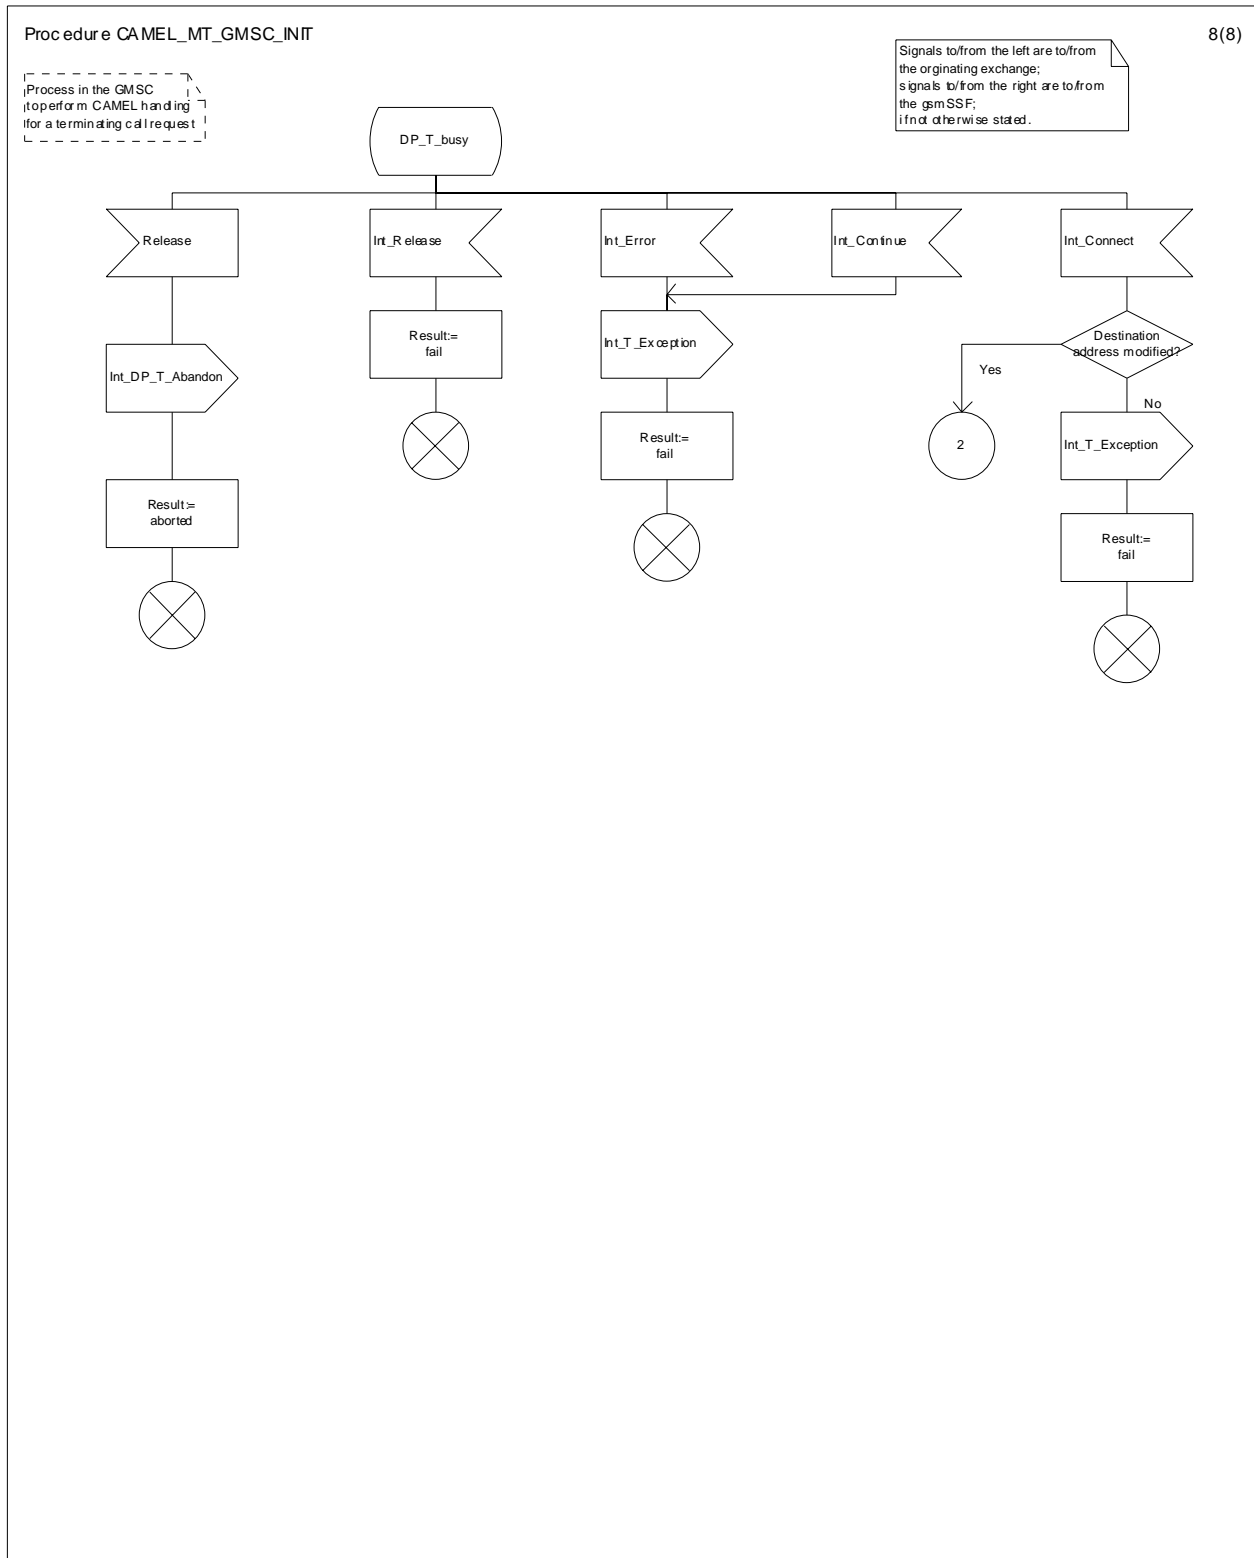 Procedure CAMEL_MT_GMSC_INIT
8(8)
Process in the GMSC
to perform CAMEL handling
for a terminating call request
Signals to/from the left are to/from
the orginating exchange;
signals to/from the right are to/from
the gsmSSF;
if not otherwise stated.
DP_T_busy
Release
Int_Release
Int_Error
Int_Continue
Int_Connect
Result:=
fail
Int_T_Exception
Destination
address modified?
Yes
No
Int_DP_T_Abandon
Result:=
fail
2
Int_T_Exception
Result:=
aborted
Result:=
fail